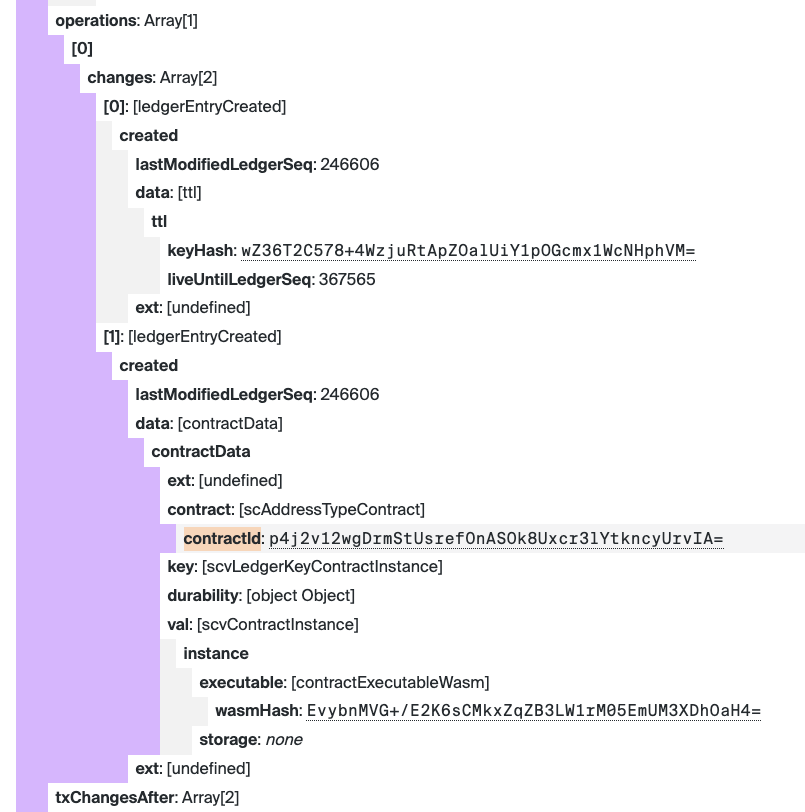 operations: Array[1]
[0]
changes: Array[2]
[0]: [ledgerEntryCreated]
created
lastModifiedLedgerSeq: 246606
data: [ttl]
ttl
keyHash: wZ36T2C578+4WzjuRtApZOalUiY1pOGcmx1WcNHphVM=
liveUntilLedgerSeq: 367565
ext: [undefined]
[1]: [ledgerEntryCreated]
created
lastModifiedLedgerSeq: 246606
data: [contractData]
contractData
ext: [undefined]
contract: [scAddressTypeContract]
contractId: p4j2v12wgDrmStUsrefOnASOk8Uxcr3lYtkncyUrvIA=
key: [scvLedgerKeyContractInstance]
durability: [object Object]
val: [scvContractInstance]
instance
executable: [contractExecutableWasm]
wasmHash: EvybnMVG+/E2K6sCMkxZqZB3LW1rM05EmUM3XDhOaH4=
storage: none
ext: [undefined]
txChangesAfter: Array[2]